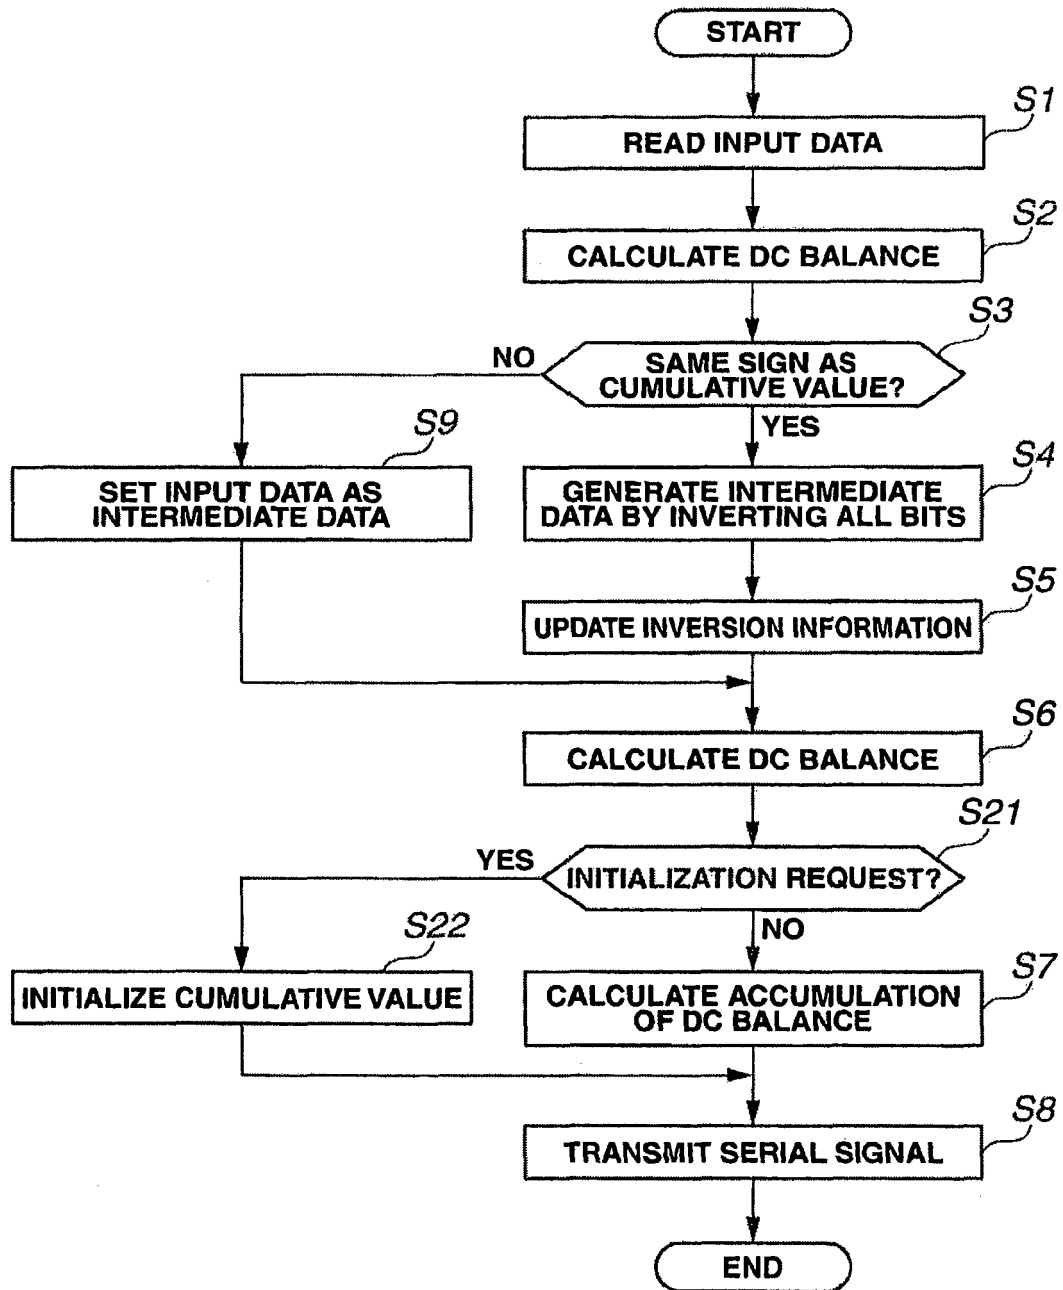 START
S1
READ INPUT DATA
S2
CALCULATE DC BALANCE
S3
SAME SIGN AS
CUMULATIVE VALUE?
NO
YES
S9
SET INPUT DATA AS
INTERMEDIATE DATA
S4
GENERATE INTERMEDIATE
DATA BY INVERTING ALL BITS
S5
UPDATE INVERSION INFORMATION
S6
CALCULATE DC BALANCE
S21
INITIALIZATION REQUEST?
YES
NO
S22
INITIALIZE CUMULATIVE VALUE
S7
CALCULATE ACCUMULATION
OF DC BALANCE
S8
TRANSMIT SERIAL SIGNAL
END